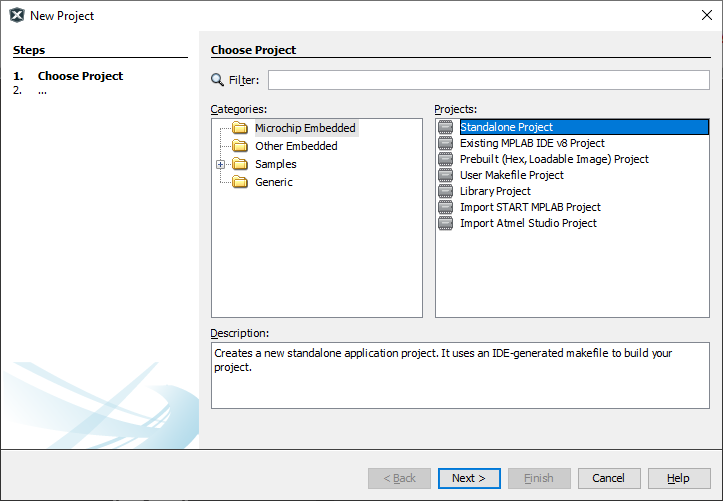 New Project
Steps
1. Choose Project
2. ...
Choose Project
Filter:
Categories:
Microchip Embedded
Other Embedded
Samples
Generic
Projects:
Standalone Project
Existing MPLAB IDE v8 Project
Prebuilt (Hex, Loadable Image) Project
User Makefile Project
Library Project
Import START MPLAB Project
Import Atmel Studio Project
Description:
Creates a new standalone application project. It uses an IDE-generated makefile to build your
project.
< Back
Next >
Finish
Cancel
Help